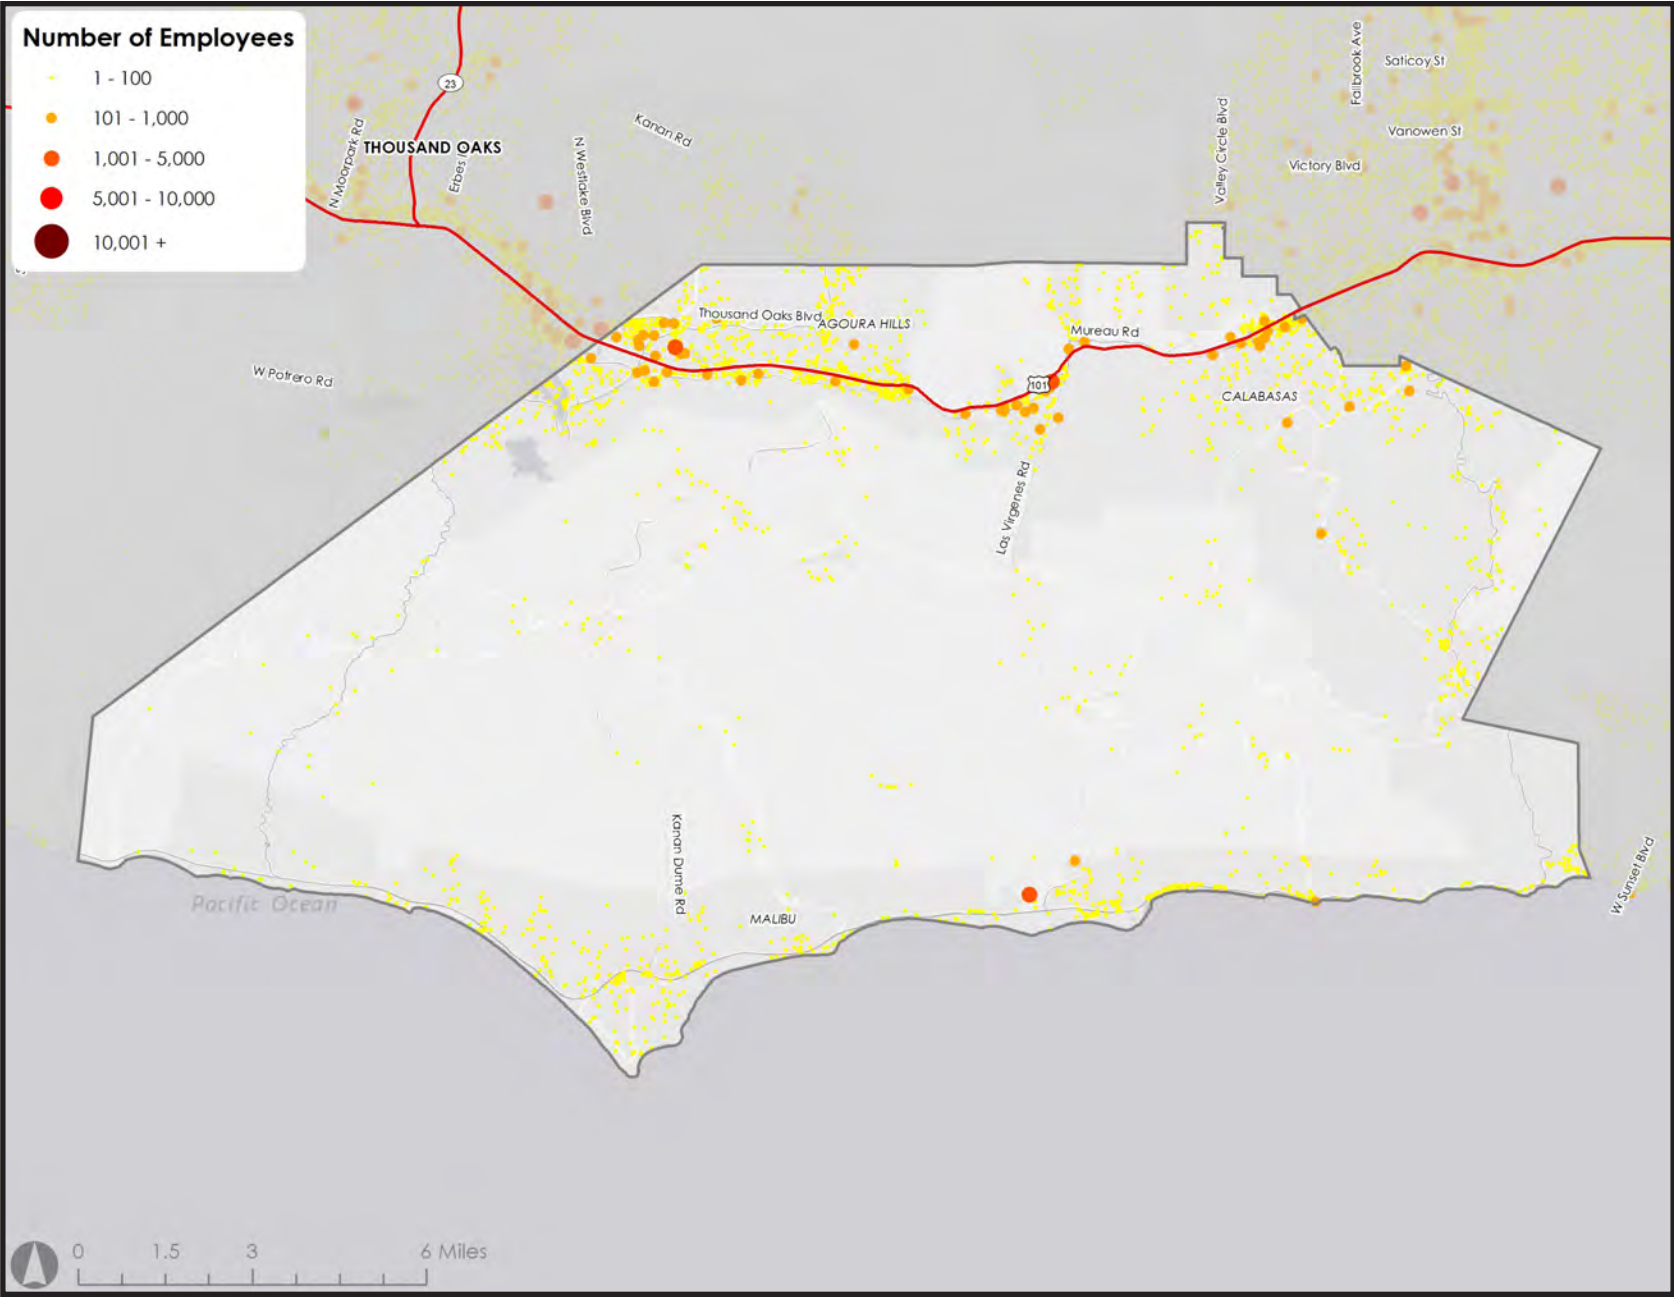 Number of Employees
1 - 100
101 - 1,000
1,001 - 5,000
5,001 - 10,000
10,001 +
23
N Moorpark Rd
THOUSAND OAKS
Erbes
N Westlake Blvd
Kanan Rd
Valley Circle Blvd
Fallbrook Ave
Saticoy St
Vanowen St
Victory Blvd
W Potrero Rd
Thousand Oaks Blvd
AGOURA HILLS
Mureau Rd
101
CALABASAS
Las Virgenes Rd
Kanan Dume Rd
Pacific Ocean
MALIBU
W Sunset Blvd
0 1.5 3 6 Miles